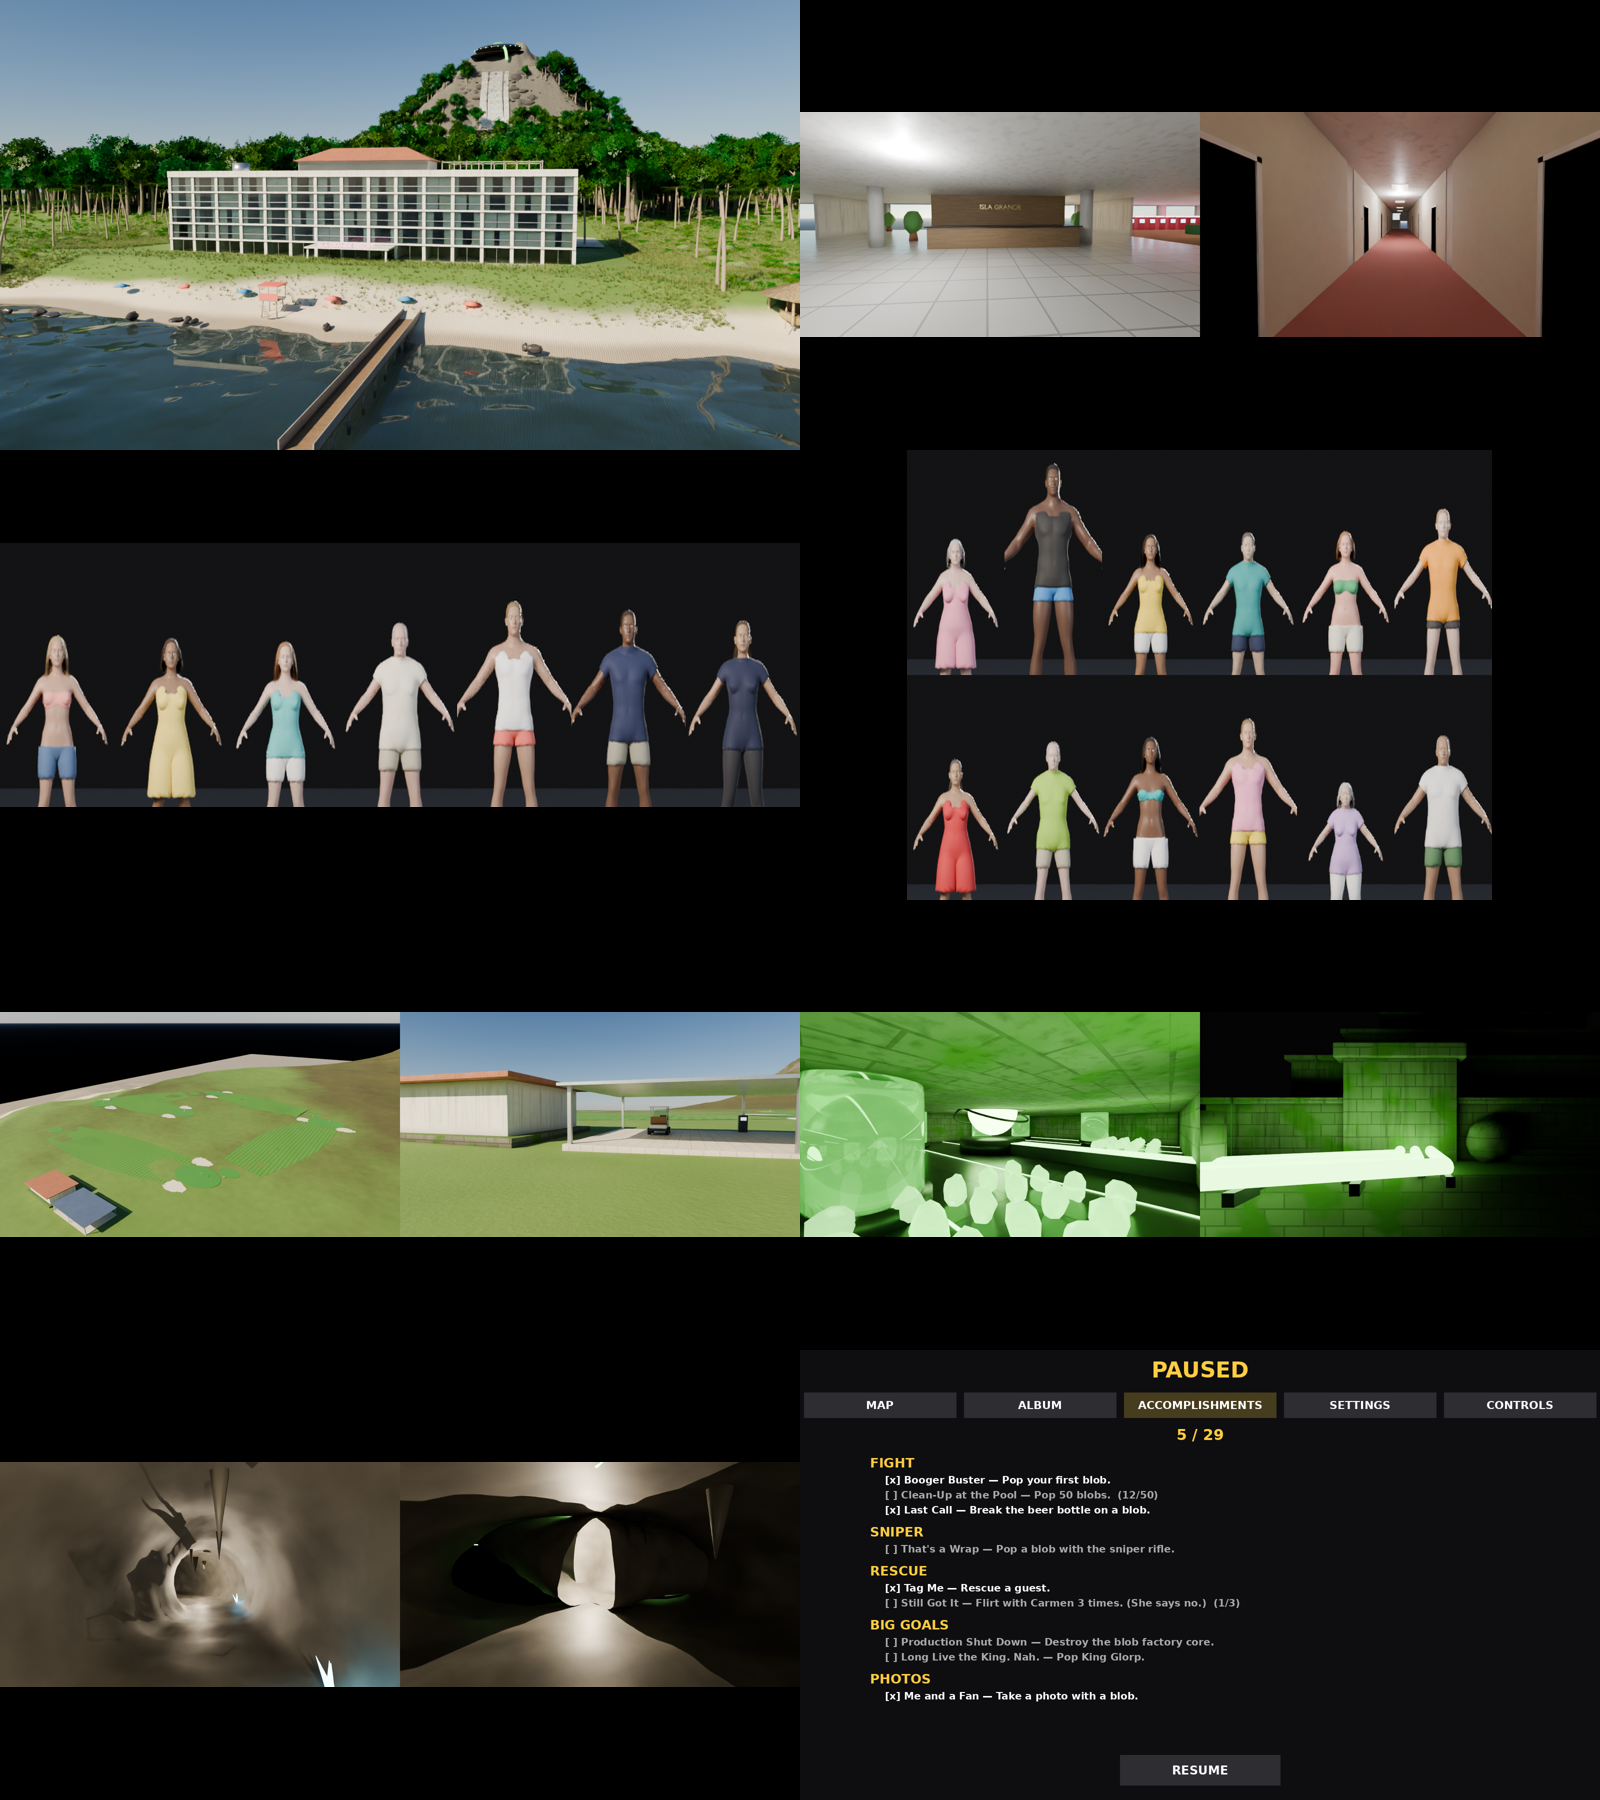 ISLA GRANDE
PAUSED
MAP
ALBUM
ACCOMPLISHMENTS
SETTINGS
CONTROLS
5 / 29
FIGHT
[x] Booger Buster — Pop your first blob.
[ ] Clean-Up at the Pool — Pop 50 blobs. (12/50)
[x] Last Call — Break the beer bottle on a blob.
SNIPER
[ ] That's a Wrap — Pop a blob with the sniper rifle.
RESCUE
[x] Tag Me — Rescue a guest.
[ ] Still Got It — Flirt with Carmen 3 times. (She says no.) (1/3)
BIG GOALS
[ ] Production Shut Down — Destroy the blob factory core.
[ ] Long Live the King. Nah. — Pop King Glorp.
PHOTOS
[x] Me and a Fan — Take a photo with a blob.
RESUME